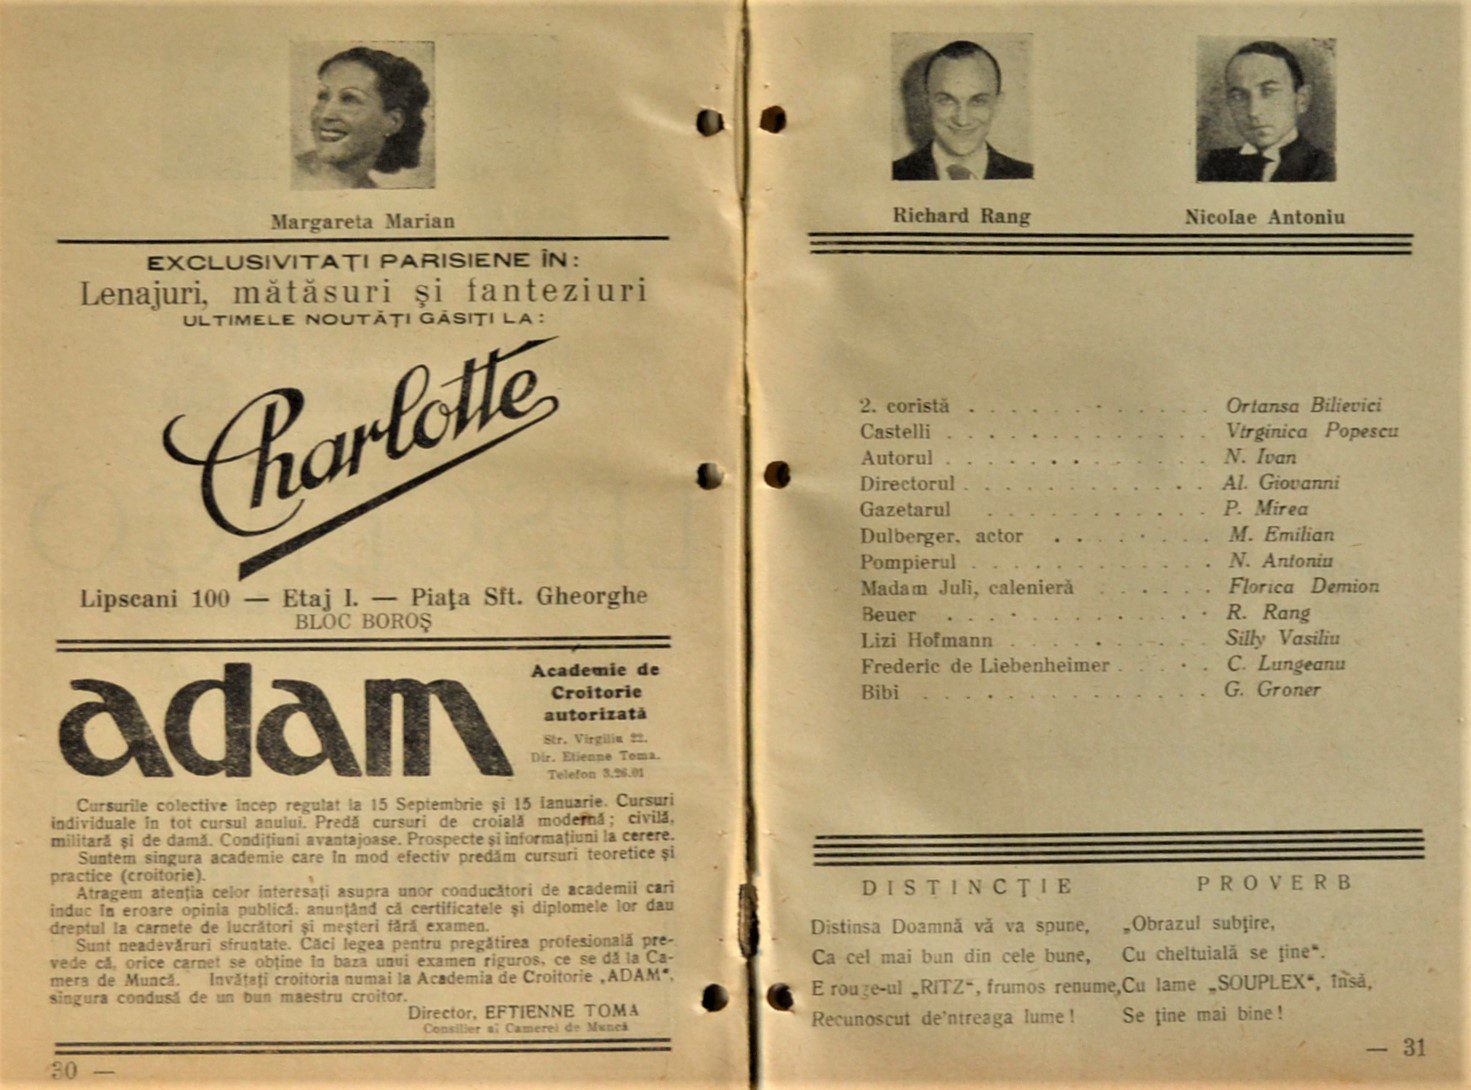 Margareta Marian
EXCLUSIVITATI PARISIENE ÎN:
Lenajuri, mătăsuri și fanteziuri
ULTIMELE NOUTĂȚI GĂSIȚI LA:
Charlotte
Lipscani 100 — Etaj I. — Piața Sft. Gheorghe
BLOC BOROȘ
adam
Academie de
Croitorie
autorizată
Str. Virgiliu 22.
Dir. Etienne Toma.
Telefon 3.26.01
Cursurile colective încep regulat la 15 Septembrie și 15 Ianuarie. Cursuri
individuale în tot cursul anului. Predă cursuri de croială modernă; civilă,
militară și de damă. Condițiuni avantajoase. Prospecte și informațiuni la cerere.
Suntem singura academie care în mod efectiv predăm cursuri teoretice și
practice (croitorie).
Atragem atenția celor interesați asupra unor conducători de academii cari
induc în eroare opinia publică, anunțând că certificatele și diplomele lor dau
dreptul la carnete de lucrători și meșteri fără examen.
Sunt neadevăruri sfruntate. Căci legea pentru pregătirea profesională pre-
vede că, orice carnet se obține în baza unui examen riguros, ce se dă la Ca-
mera de Muncă. Invățați croitoria numai la Academia de Croitorie „ADAM“,
singura condusă de un bun maestru croitor.
Director, EFTIENNE TOMA
Consilier al Camerei de Muncă
30 —
Richard Rang
Nicolae Antoniu
2. coristă . . . . . . . . . . Ortansa Bilievici
Castelli . . . . . . . . . . . Virginica Popescu
Autorul . . . . . . . . . . . N. Ivan
Directorul . . . . . . . . . . Al. Giovanni
Gazetarul . . . . . . . . . . P. Mirea
Dulberger, actor . . . . . . . M. Emilian
Pompierul . . . . . . . . . . N. Antoniu
Madam Juli, calenieră . . . . . Florica Demion
Beuer . . . . . . . . . . . R. Rang
Lizi Hofmann . . . . . . . . Silly Vasiliu
Frederic de Liebenheimer . . . . C. Lungeanu
Bibi . . . . . . . . . . . . G. Groner
DISTINCȚIE
Distinsa Doamnă vă va spune,
Ca cel mai bun din cele bune,
E rouge-ul „RITZ“, frumos renume,
Recunoscut de'ntreaga lume!
PROVERB
„Obrazul subțire,
Cu cheltuială se ține“.
Cu lame „SOUPLEX“, însă,
Se ține mai bine!
— 31